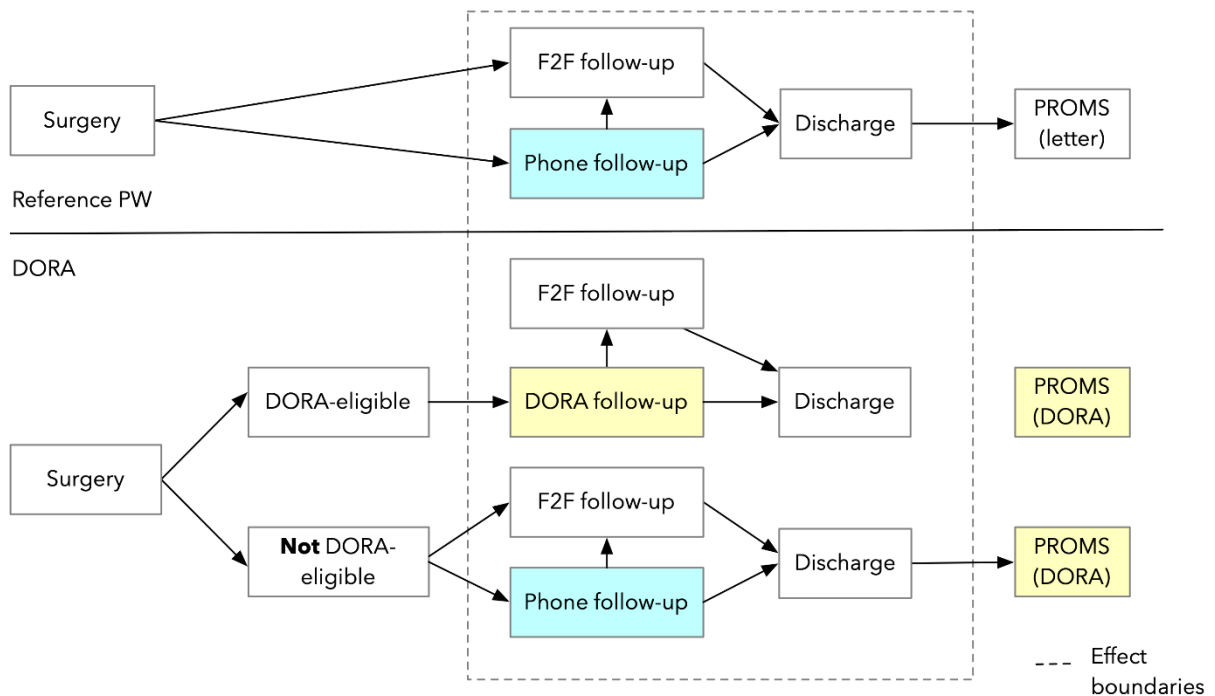 F2F follow-up
Surgery
Discharge
PROMS
(letter)
Phone follow-up
Reference PW
DORA
F2F follow-up
DORA-eligible
DORA follow-up
Discharge
PROMS
(DORA)
Surgery
F2F follow-up
Not DORA-
eligible
Discharge
PROMS
(DORA)
Phone follow-up
Effect
boundaries